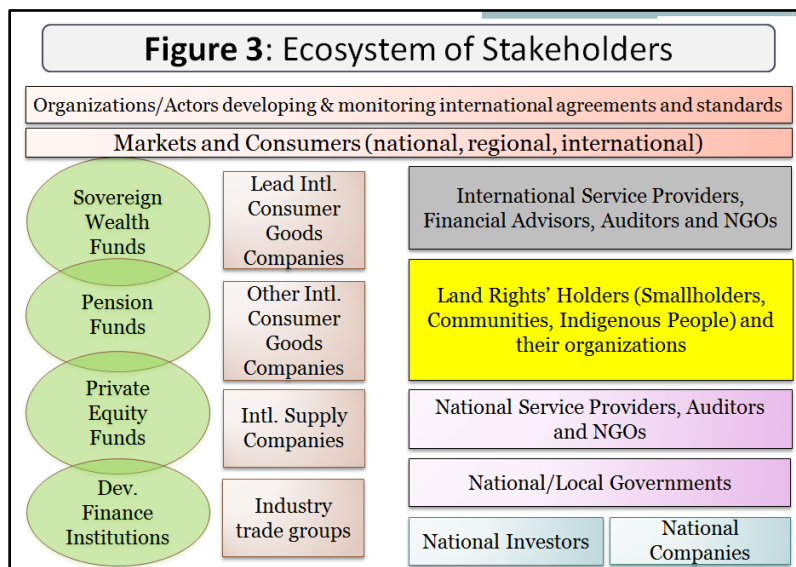 Figure 3: Ecosystem of Stakeholders
Organizations/Actors developing & monitoring international agreements and standards
Markets and Consumers (national, regional, international)
Sovereign
Wealth
Funds
Pension
Funds
Private
Equity
Funds
Dev.
Finance
Institutions
Lead Intl.
Consumer
Goods
Companies
Other Intl.
Consumer
Goods
Companies
Intl. Supply
Companies
Industry
trade groups
International Service Providers,
Financial Advisors, Auditors and NGOs
Land Rights' Holders (Smallholders,
Communities, Indigenous People) and
their organizations
National Service Providers, Auditors
and NGOs
National/Local Governments
National Investors
National
Companies